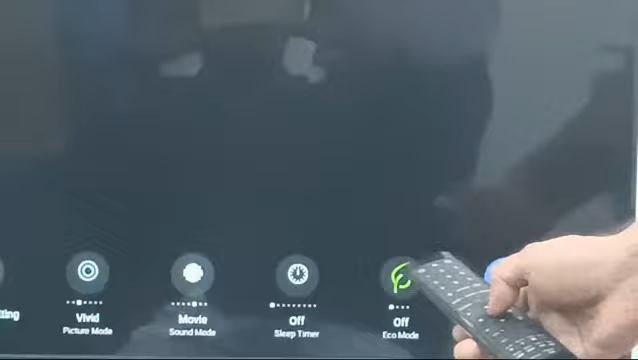 tting
Vivid
Picture Mode
Movie
Sound Mode
Off
Sleep Timer
Off
Eco Mode